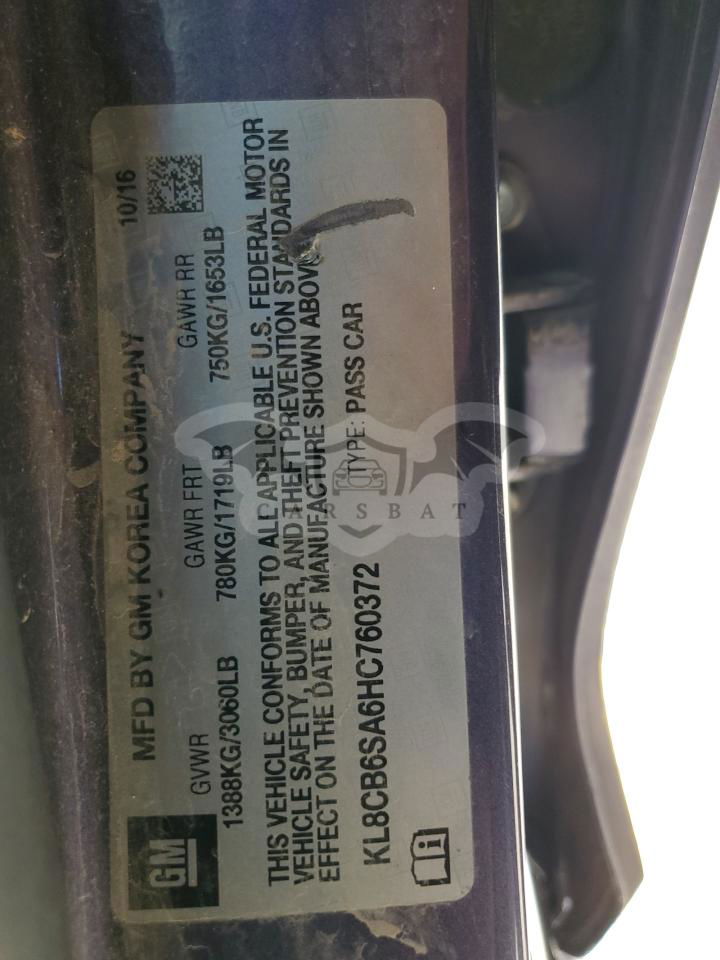 MFD BY GM KOREA COMPANY 10/16
GVWR GAWR FRT GAWR RR
1388KG/3060LB 780KG/1719LB 750KG/1653LB
THIS VEHICLE CONFORMS TO ALL APPLICABLE U.S. FEDERAL MOTOR
VEHICLE SAFETY, BUMPER, AND THEFT PREVENTION STANDARDS IN
EFFECT ON THE DATE OF MANUFACTURE SHOWN ABOVE.
KL8CB6SA6HC760372 TYPE: PASS CAR
GM
CARSBAT